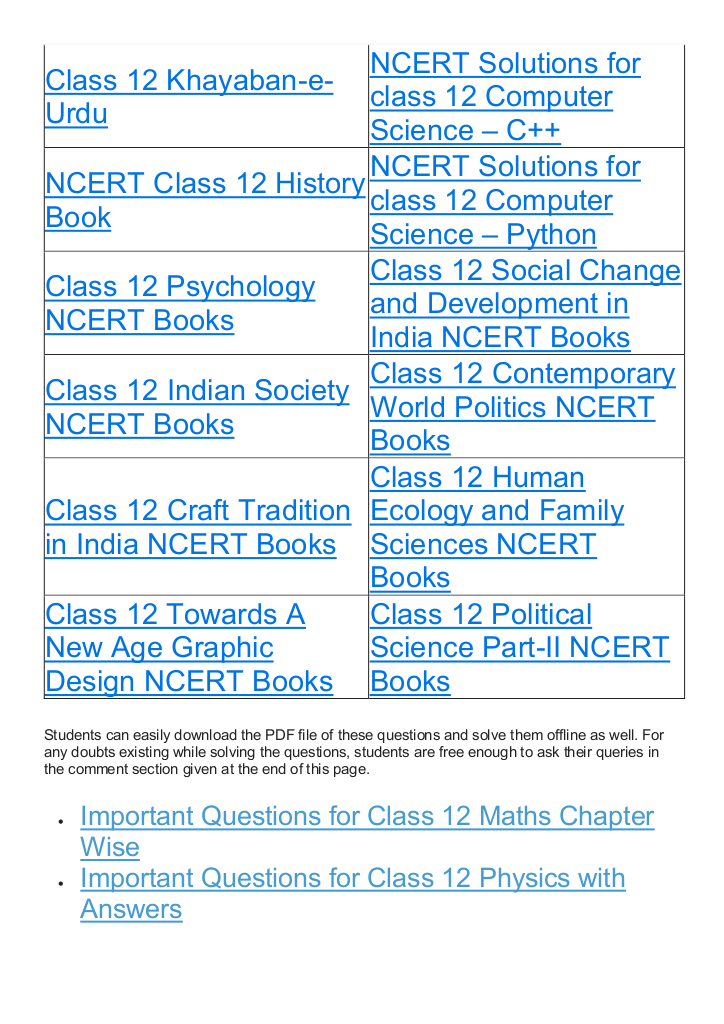 Class 12 Khayaban-e-
Urdu
NCERT Solutions for
class 12 Computer
Science – C++
NCERT Class 12 History
Book
NCERT Solutions for
class 12 Computer
Science – Python
Class 12 Psychology
NCERT Books
Class 12 Social Change
and Development in
India NCERT Books
Class 12 Indian Society
NCERT Books
Class 12 Contemporary
World Politics NCERT
Books
Class 12 Craft Tradition
in India NCERT Books
Class 12 Human
Ecology and Family
Sciences NCERT
Books
Class 12 Towards A
New Age Graphic
Design NCERT Books
Class 12 Political
Science Part-II NCERT
Books
Students can easily download the PDF file of these questions and solve them offline as well. For
any doubts existing while solving the questions, students are free enough to ask their queries in
the comment section given at the end of this page.
• Important Questions for Class 12 Maths Chapter
Wise
• Important Questions for Class 12 Physics with
Answers